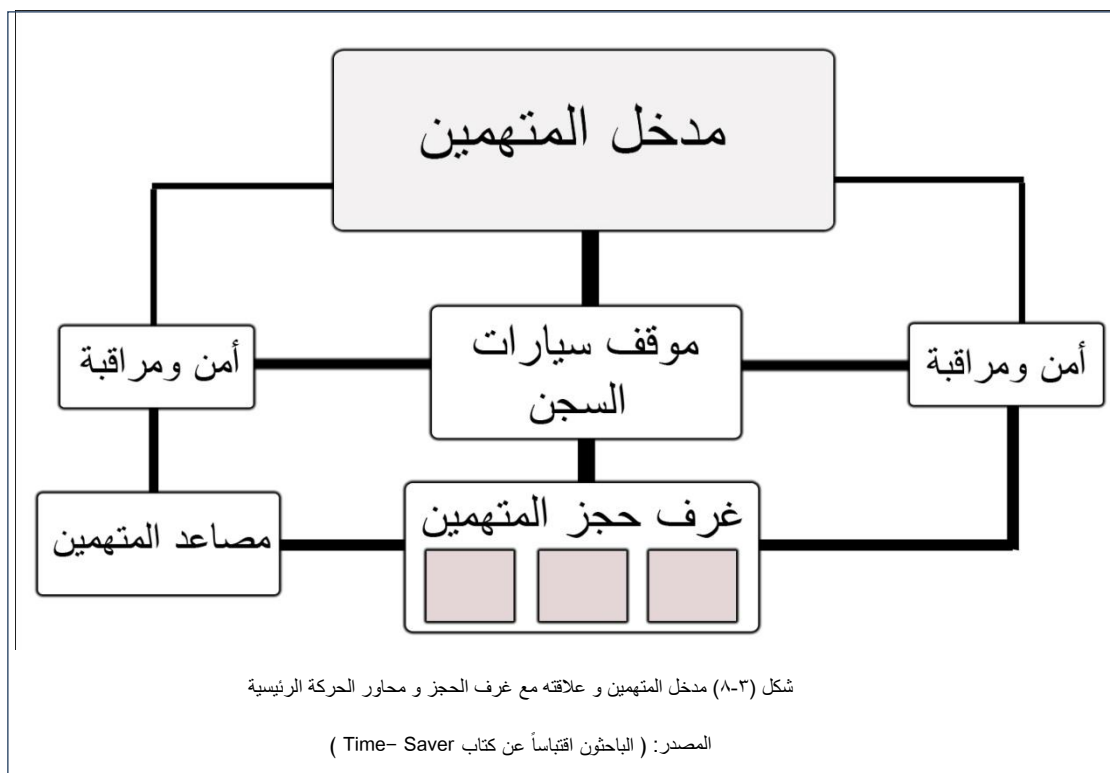 مدخل المتهمين
أمن ومراقبة
موقف سيارات
السجن
أمن ومراقبة
غرف حجز المتهمين
مصاعد المتهمين
شكل (٣-٨) مدخل المتهمين و علاقته مع غرف الحجز و محاور الحركة الرئيسية
المصدر: ( الباحثون اقتباساً عن كتاب Time- Saver )